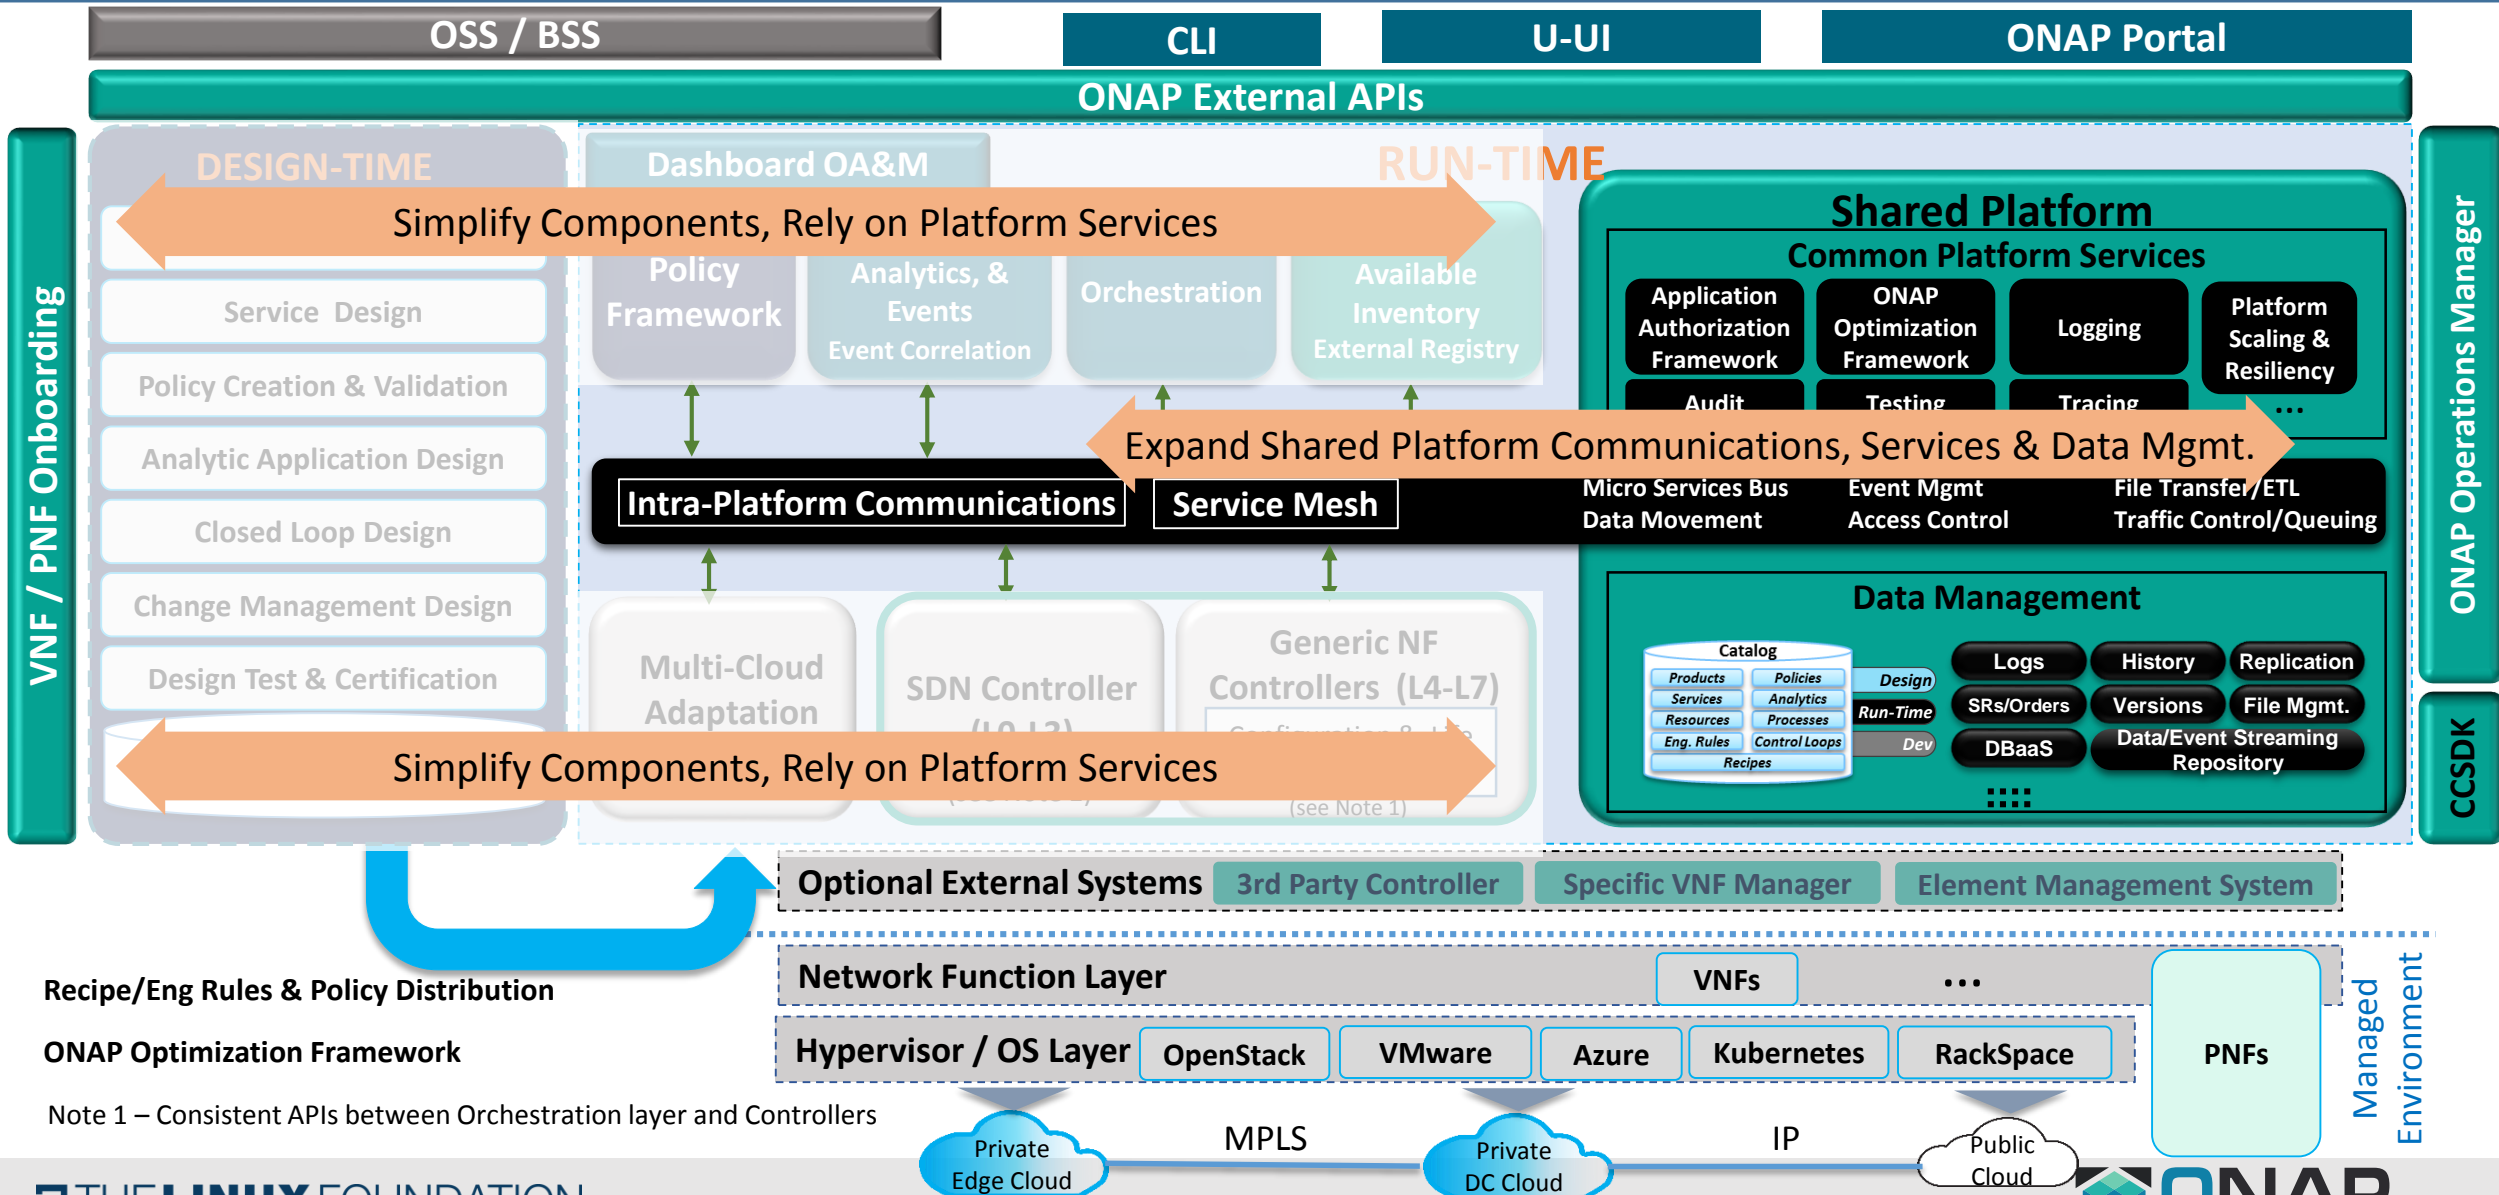 OSS / BSS
CLI
U-UI
ONAP Portal
ONAP External APIs
VNF / PNF Onboarding
DESIGN-TIME
Service Design
Policy Creation & Validation
Analytic Application Design
Closed Loop Design
Change Management Design
Design Test & Certification
Dashboard OA&M
RUN-TIME
Simplify Components, Rely on Platform Services
Policy
Framework
Analytics, &
Events
Event Correlation
Orchestration
Available
Inventory
External Registry
Shared Platform
Common Platform Services
Application
Authorization
Framework
ONAP
Optimization
Framework
Logging
Platform
Scaling &
Resiliency
Audit
Testing
Tracing
...
Expand Shared Platform Communications, Services & Data Mgmt.
Intra-Platform Communications
Service Mesh
Micro Services Bus
Data Movement
Event Mgmt
Access Control
File Transfer/ETL
Traffic Control/Queuing
Multi-Cloud
Adaptation
SDN Controller
(L0-L3)
Generic NF
Controllers (L4-L7)
Configuration & Life
Simplify Components, Rely on Platform Services
(see Note 1)
Data Management
Catalog
Products
Policies
Services
Analytics
Resources
Processes
Eng. Rules
Control Loops
Recipes
Design
Run-Time
Dev
Logs
History
Replication
SRs/Orders
Versions
File Mgmt.
DBaaS
Data/Event Streaming
Repository
ONAP Operations Manager
CCSDK
Optional External Systems
3rd Party Controller
Specific VNF Manager
Element Management System
Network Function Layer
VNFs
...
PNFs
Hypervisor / OS Layer
OpenStack
VMware
Azure
Kubernetes
RackSpace
Managed
Environment
Recipe/Eng Rules & Policy Distribution
ONAP Optimization Framework
Note 1 – Consistent APIs between Orchestration layer and Controllers
Private
Edge Cloud
MPLS
Private
DC Cloud
IP
Public
Cloud
THE LINUX FOUNDATION
ONAP